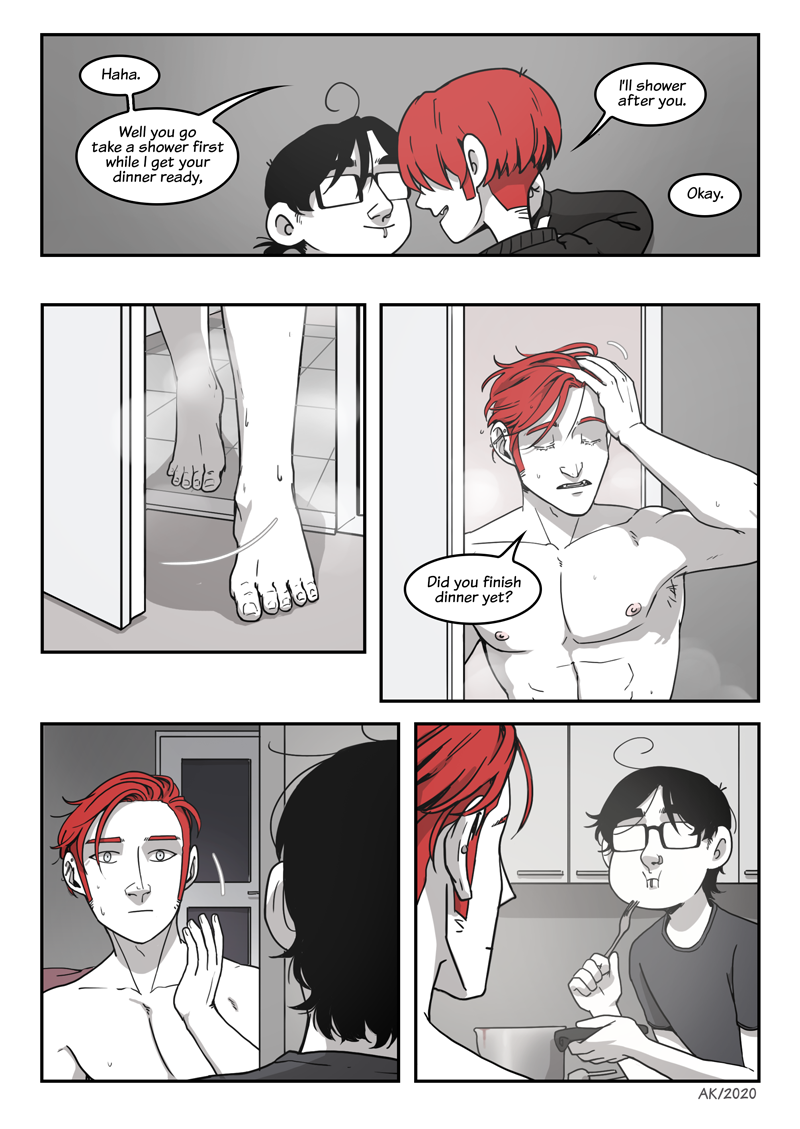 Haha.
Well you go
take a shower first
while I get your
dinner ready,
I'll shower
after you.
Okay.
Did you finish
dinner yet?
AK/2020